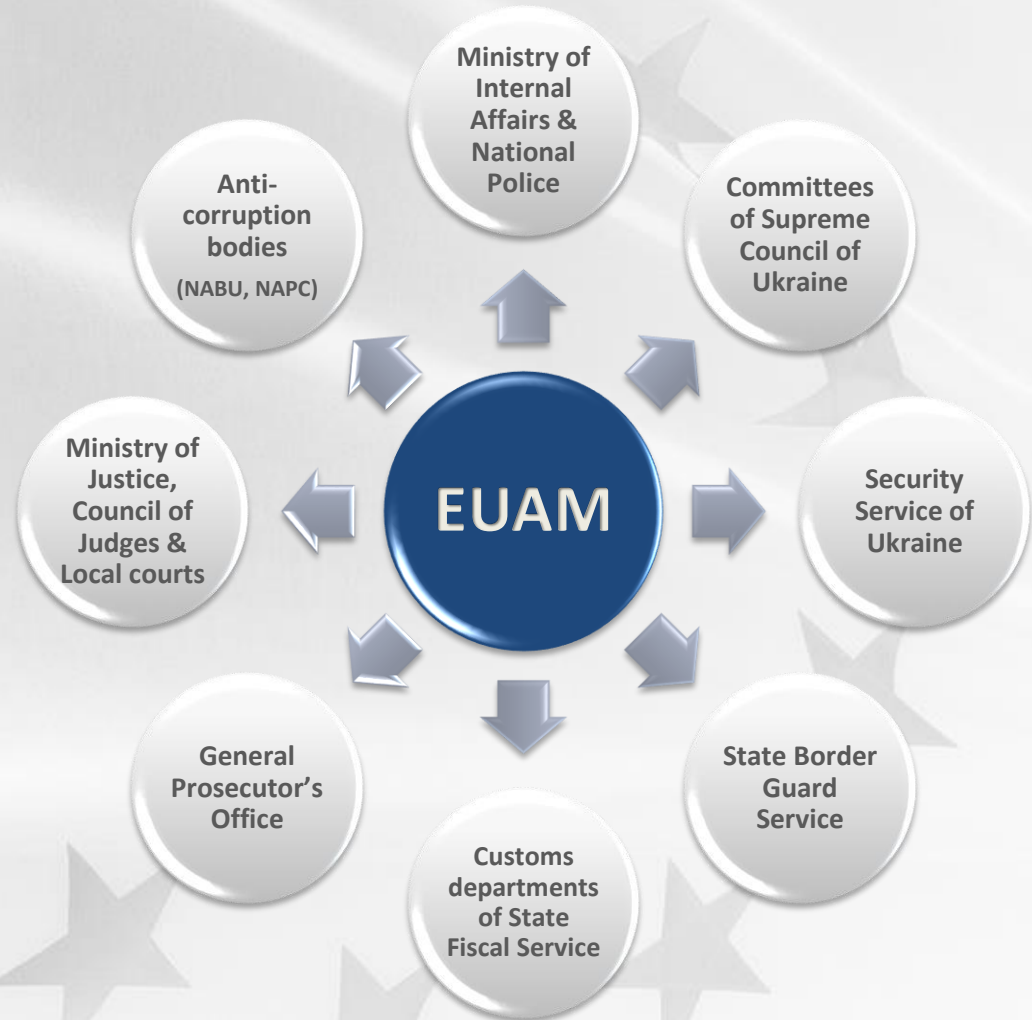 Ministry of
Internal
Affairs &
National
Police
Anti-
corruption
bodies
(NABU, NAPC)
Committees
of Supreme
Council of
Ukraine
Ministry of
Justice,
Council of
Judges &
Local courts
EUAM
Security
Service of
Ukraine
General
Prosecutor’s
Office
State Border
Guard
Service
Customs
departments
of State
Fiscal Service